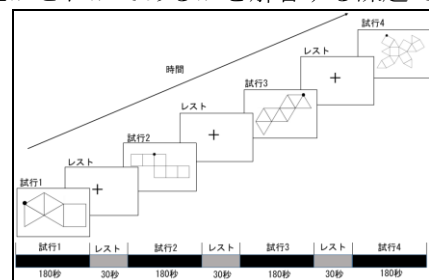 時間
試行4
レスト
試行3
レスト
試行2
レスト
試行1
試行1 レスト 試行2 レスト 試行3 レスト 試行4
180秒 30秒 180秒 30秒 180秒 30秒 180秒